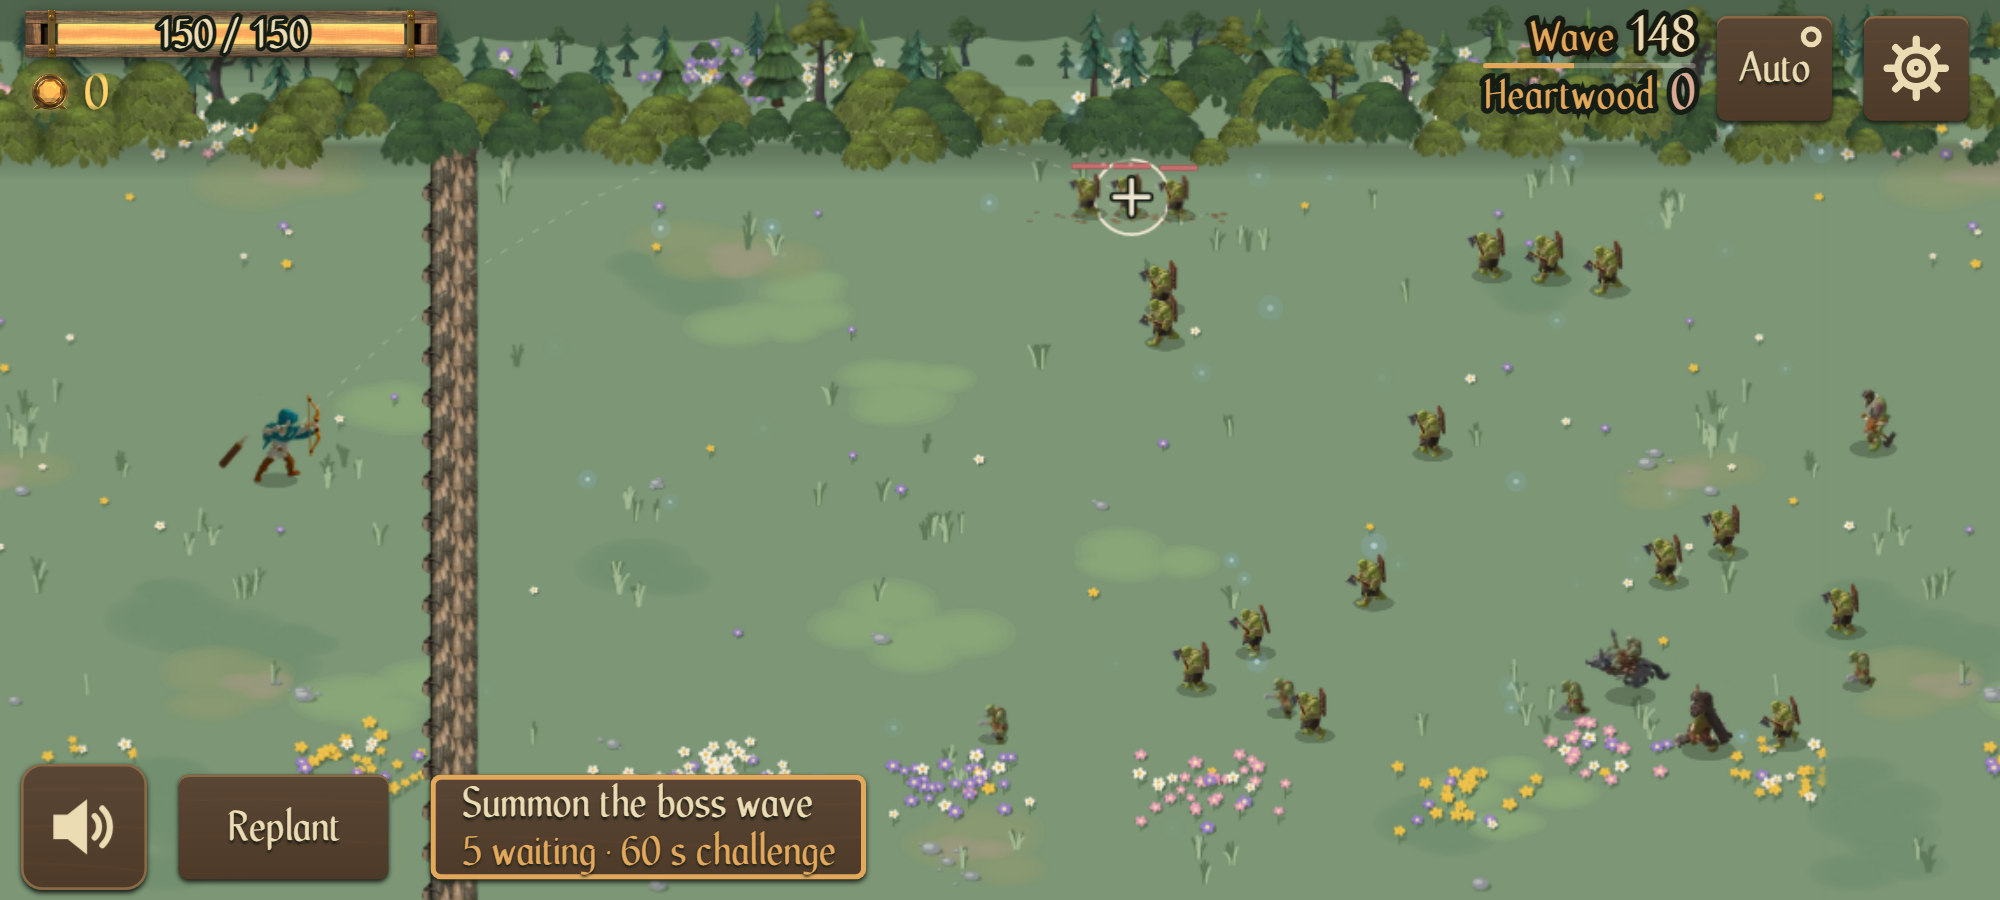 150 / 150
0
Wave 148
Heartwood 0
Auto
Replant
Summon the boss wave
5 waiting · 60 s challenge